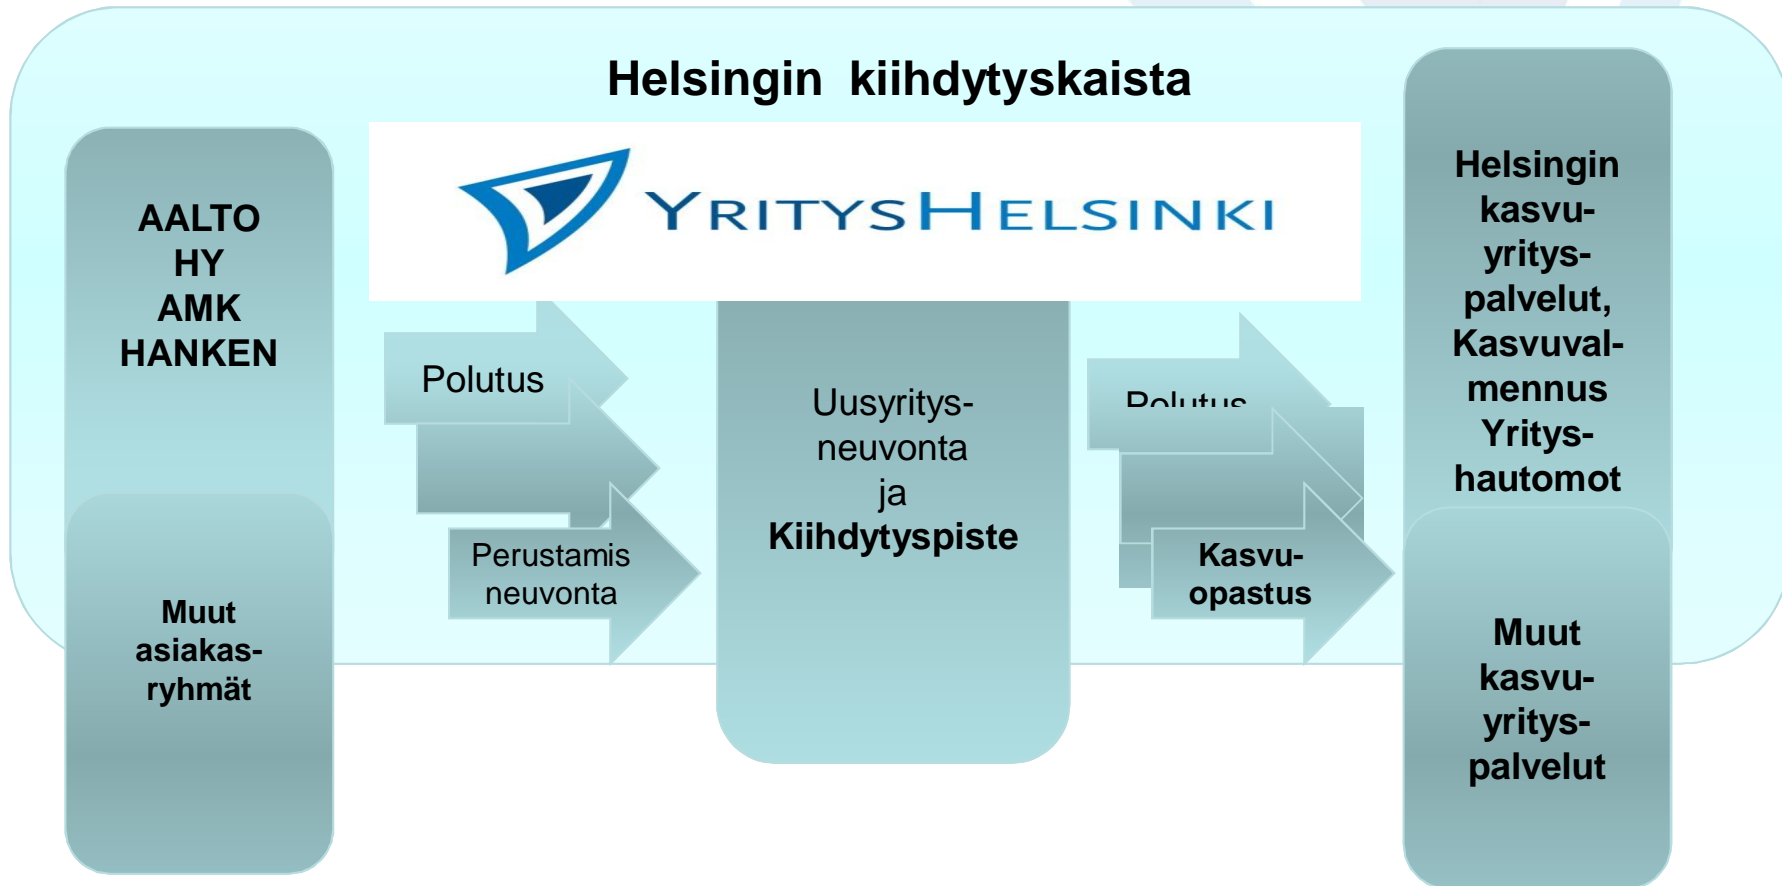 Helsingin kiihdytyskaista
YRITYSHELSINKI
AALTO
HY
AMK
HANKEN
Muut
asiakas-
ryhmät
Polutus
Perustamis
neuvonta
Uusyritys-
neuvonta
ja
Kiihdytyspiste
Polutus
Kasvu-
opastus
Helsingin
kasvu-
yritys-
palvelut,
Kasvuval-
mennus
Yritys-
hautomot
Muut
kasvu-
yritys-
palvelut